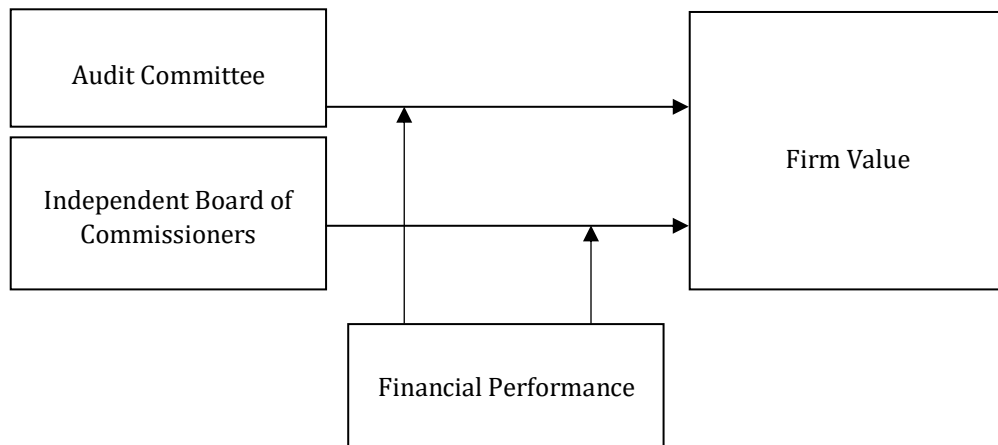 Audit Committee
Independent Board of
Commissioners
Firm Value
Financial Performance